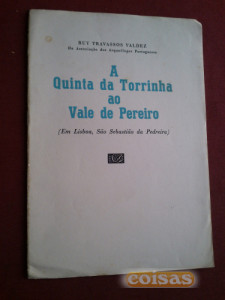 RUY TRAVASSOS VALDEZ
Da Associação dos Arqueólogos Portugueses
A
Quinta da Torrinha
ao
Vale de Pereiro
(Em Lisboa, São Sebastião da Pedreira)
coisas